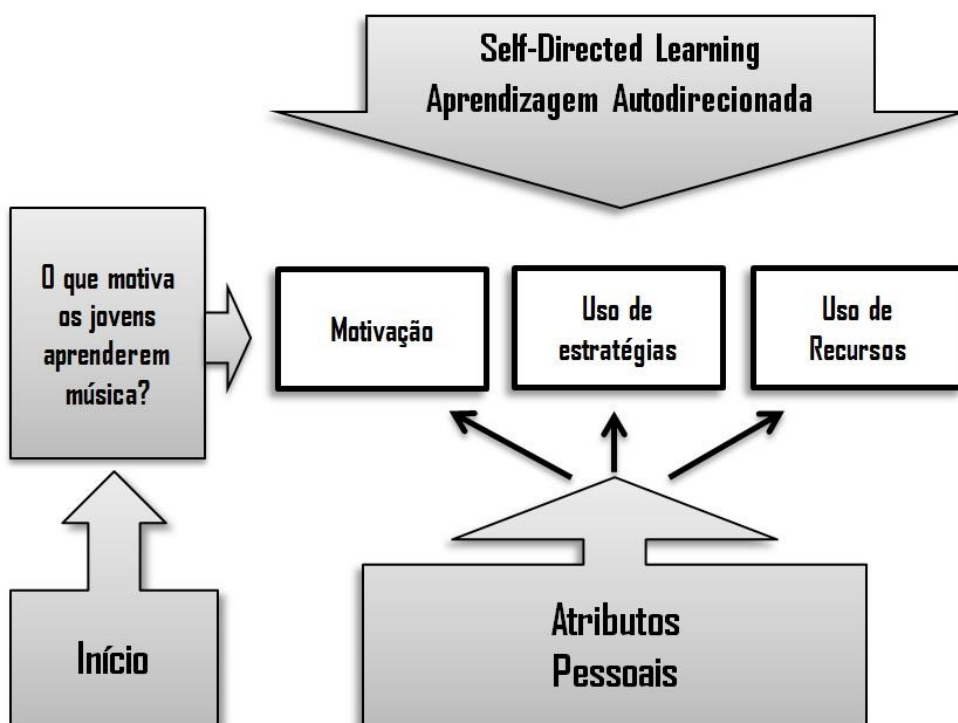 Self-Directed Learning
Aprendizagem Autodirecionada
O que motiva
os jovens
aprenderem
música?
Motivação
Uso de
estratégias
Uso de
Recursos
Início
Atributos
Pessoais